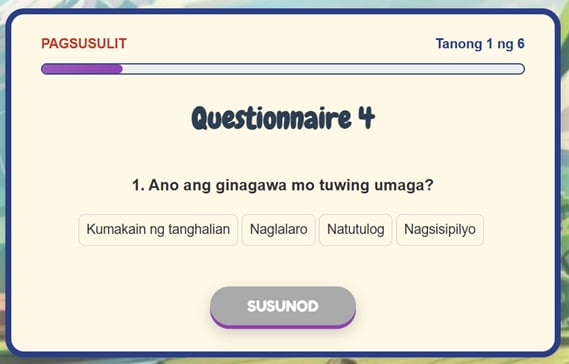 PAGSUSULIT
Tanong 1 ng 6
Questionnaire 4
1. Ano ang ginagawa mo tuwing umaga?
Kumakain ng tanghalian
Naglalaro
Natutulog
Nagsisipilyo
SUSUNOD